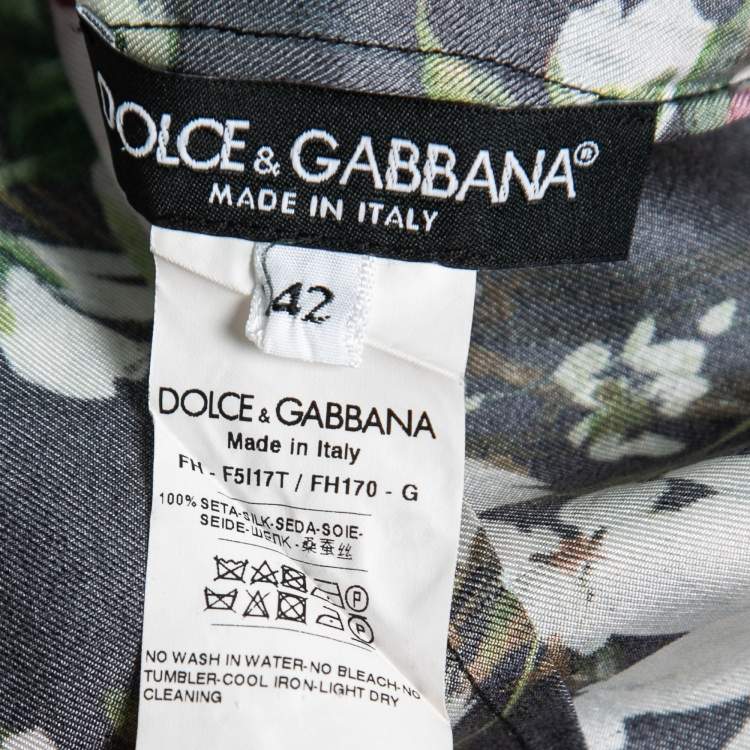 DOLCE & GABBANA®
MADE IN ITALY
42
DOLCE & GABBANA
Made in Italy
FH - F5I17T / FH170 - G
100% SETA-SILK-SEDA-SOIE-
SEIDE-ШЕЛК - 桑蚕丝
P
P
NO WASH IN WATER-NO BLEACH-NO
TUMBLER-COOL IRON-LIGHT DRY
CLEANING